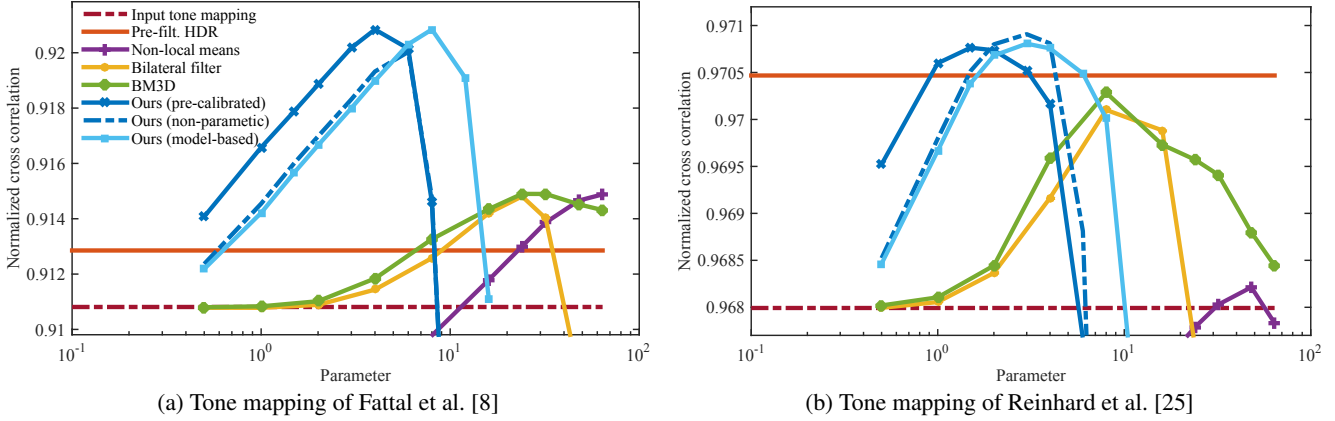 Input tone mapping
Pre-filt. HDR
Non-local means
Bilateral filter
BM3D
Ours (pre-calibrated)
Ours (non-parametic)
Ours (model-based)
Normalized cross correlation
0.92
0.918
0.916
0.914
0.912
0.91
10^-1
10^0
10^1
10^2
Parameter
(a) Tone mapping of Fattal et al. [8]
Normalized cross correlation
0.971
0.9705
0.97
0.9695
0.969
0.9685
0.968
10^-1
10^0
10^1
10^2
Parameter
(b) Tone mapping of Reinhard et al. [25]